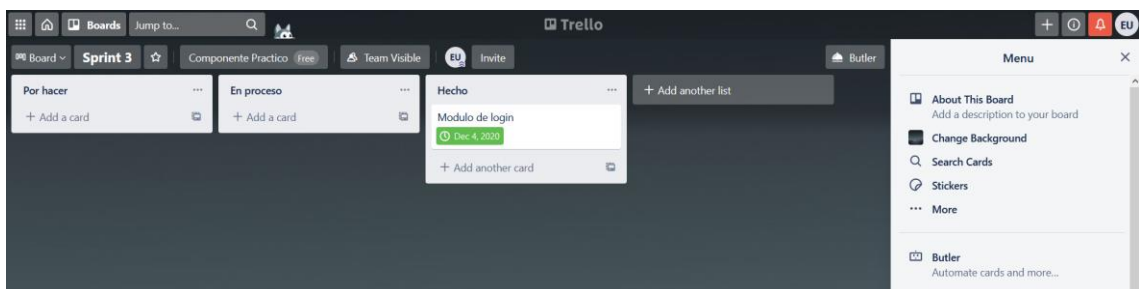 Boards Jump to... Trello EU
Board Sprint 3 Componente Practico Free Team Visible EU Invite Butler
Por hacer
+ Add a card
En proceso
+ Add a card
Hecho
Modulo de login
Dec 4, 2020
+ Add another card
+ Add another list
Menu
About This Board
Add a description to your board
Change Background
Search Cards
Stickers
More
Butler
Automate cards and more...